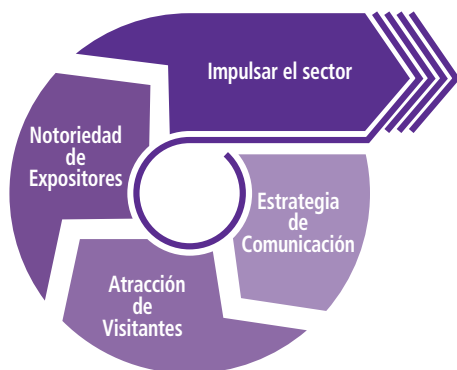 Impulsar el sector
Notoriedad
de
Expositores
Estrategia
de
Comunicación
Atracción
de
Visitantes